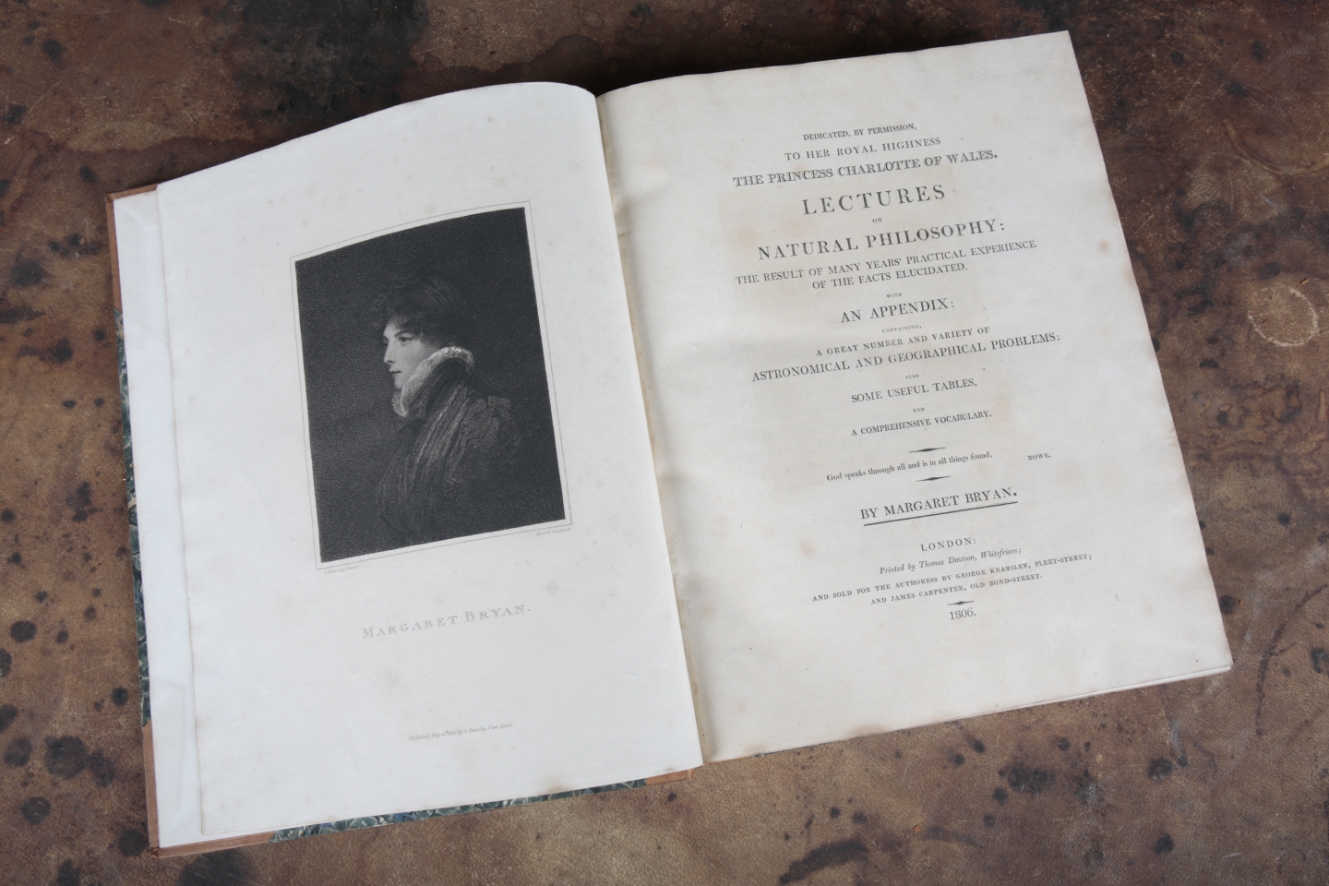 MARGARET BRYAN.
DEDICATED, BY PERMISSION,
TO HER ROYAL HIGHNESS
THE PRINCESS CHARLOTTE OF WALES.
LECTURES
ON
NATURAL PHILOSOPHY:
THE RESULT OF MANY YEARS' PRACTICAL EXPERIENCE
OF THE FACTS ELUCIDATED.
WITH
AN APPENDIX:
CONTAINING,
A GREAT NUMBER AND VARIETY OF
ASTRONOMICAL AND GEOGRAPHICAL PROBLEMS:
ALSO
SOME USEFUL TABLES,
AND
A COMPREHENSIVE VOCABULARY.
God speaks through all and is in all things found. ROWE.
BY MARGARET BRYAN.
LONDON:
Printed by Thomas Davison, Whitefriars;
AND SOLD FOR THE AUTHORESS BY GEORGE KEARSLEY, FLEET-STREET;
AND JAMES CARPENTER, OLD BOND-STREET.
1806.